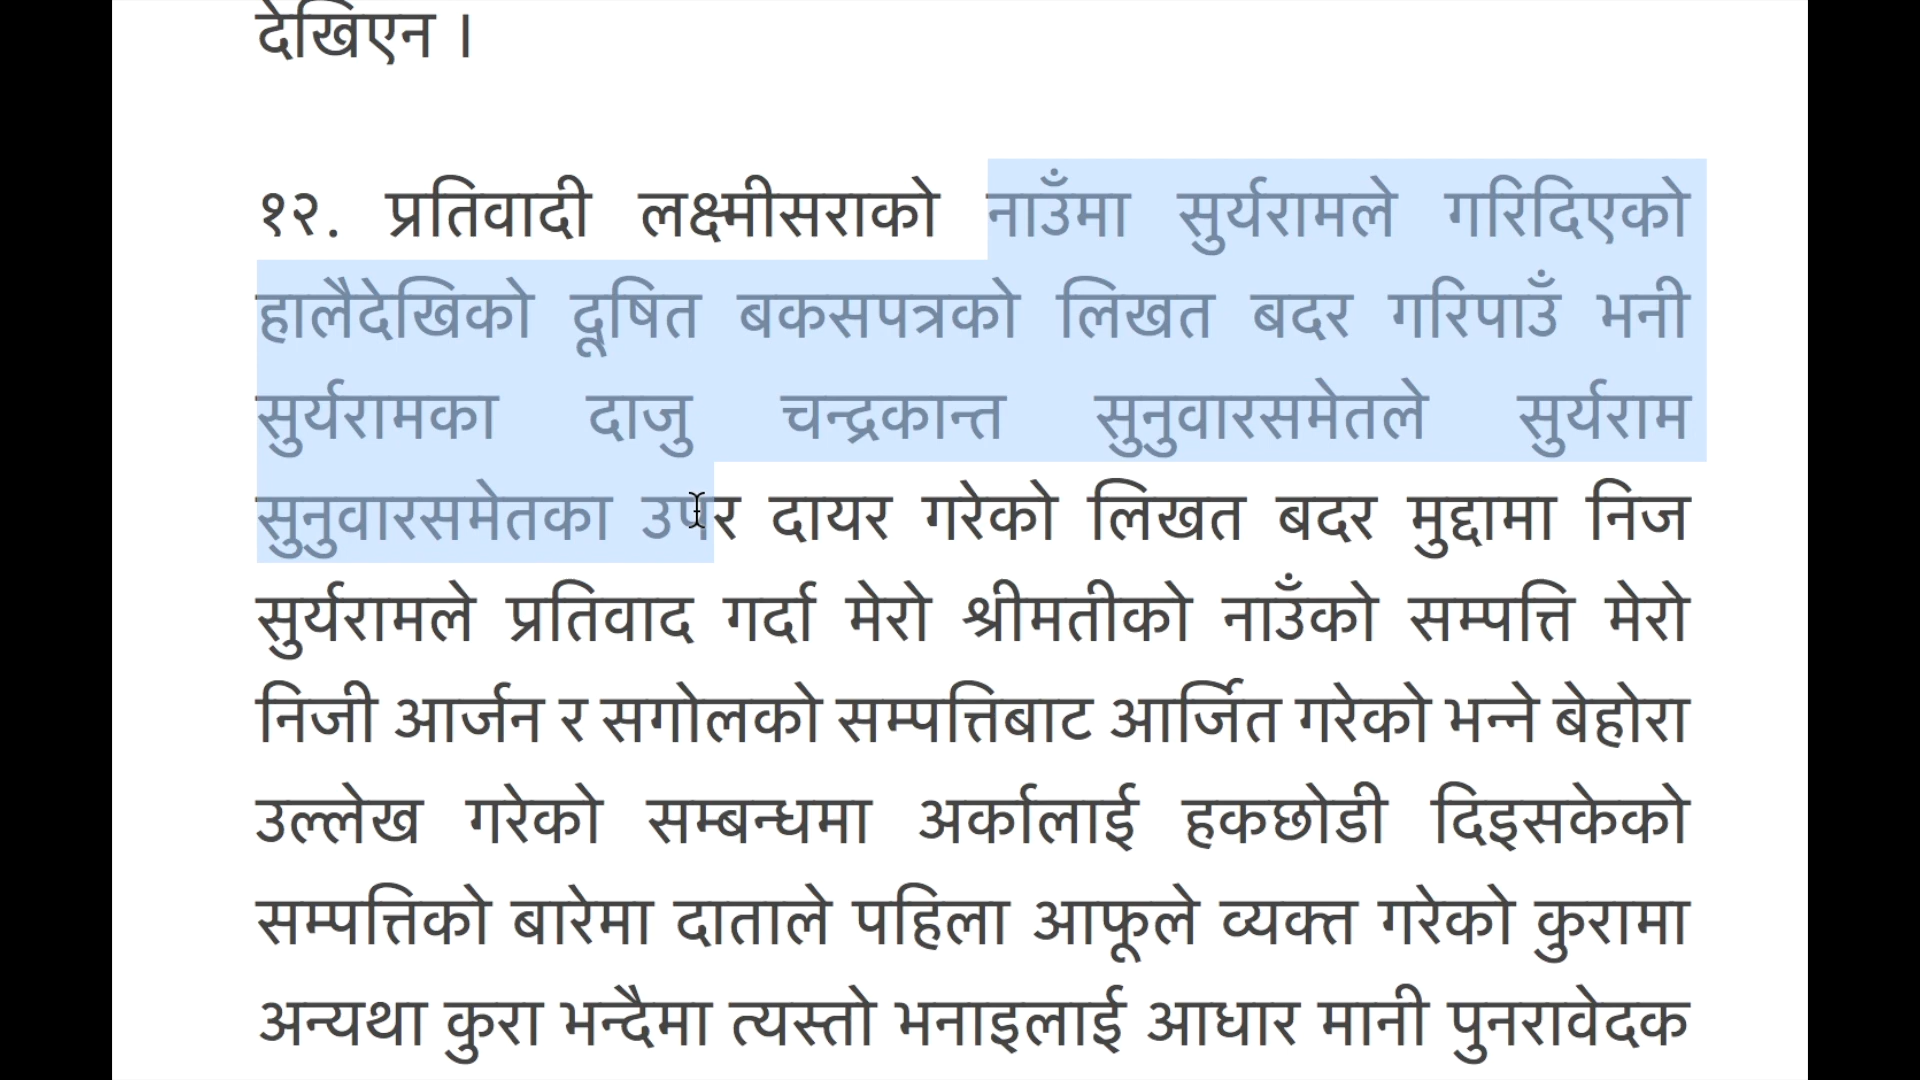 देखिएन ।
१२. प्रतिवादी लक्ष्मीसराको नाउँमा सुर्यरामले गरिदिएको
हालैदेखिको दूषित बकसपत्रको लिखत बदर गरिपाउँ भनी
सुर्यरामका दाजु चन्द्रकान्त सुनुवारसमेतले सुर्यराम
सुनुवारसमेतका उपर दायर गरेको लिखत बदर मुद्दामा निज
सुर्यरामले प्रतिवाद गर्दा मेरो श्रीमतीको नाउँको सम्पत्ति मेरो
निजी आर्जन र सगोलको सम्पत्तिबाट आर्जित गरेको भन्ने बेहोरा
उल्लेख गरेको सम्बन्धमा अर्कालाई हकछोडी दिइसकेको
सम्पत्तिको बारेमा दाताले पहिला आफूले व्यक्त गरेको कुरामा
अन्यथा कुरा भन्दैमा त्यस्तो भनाइलाई आधार मानी पुनरावेदक